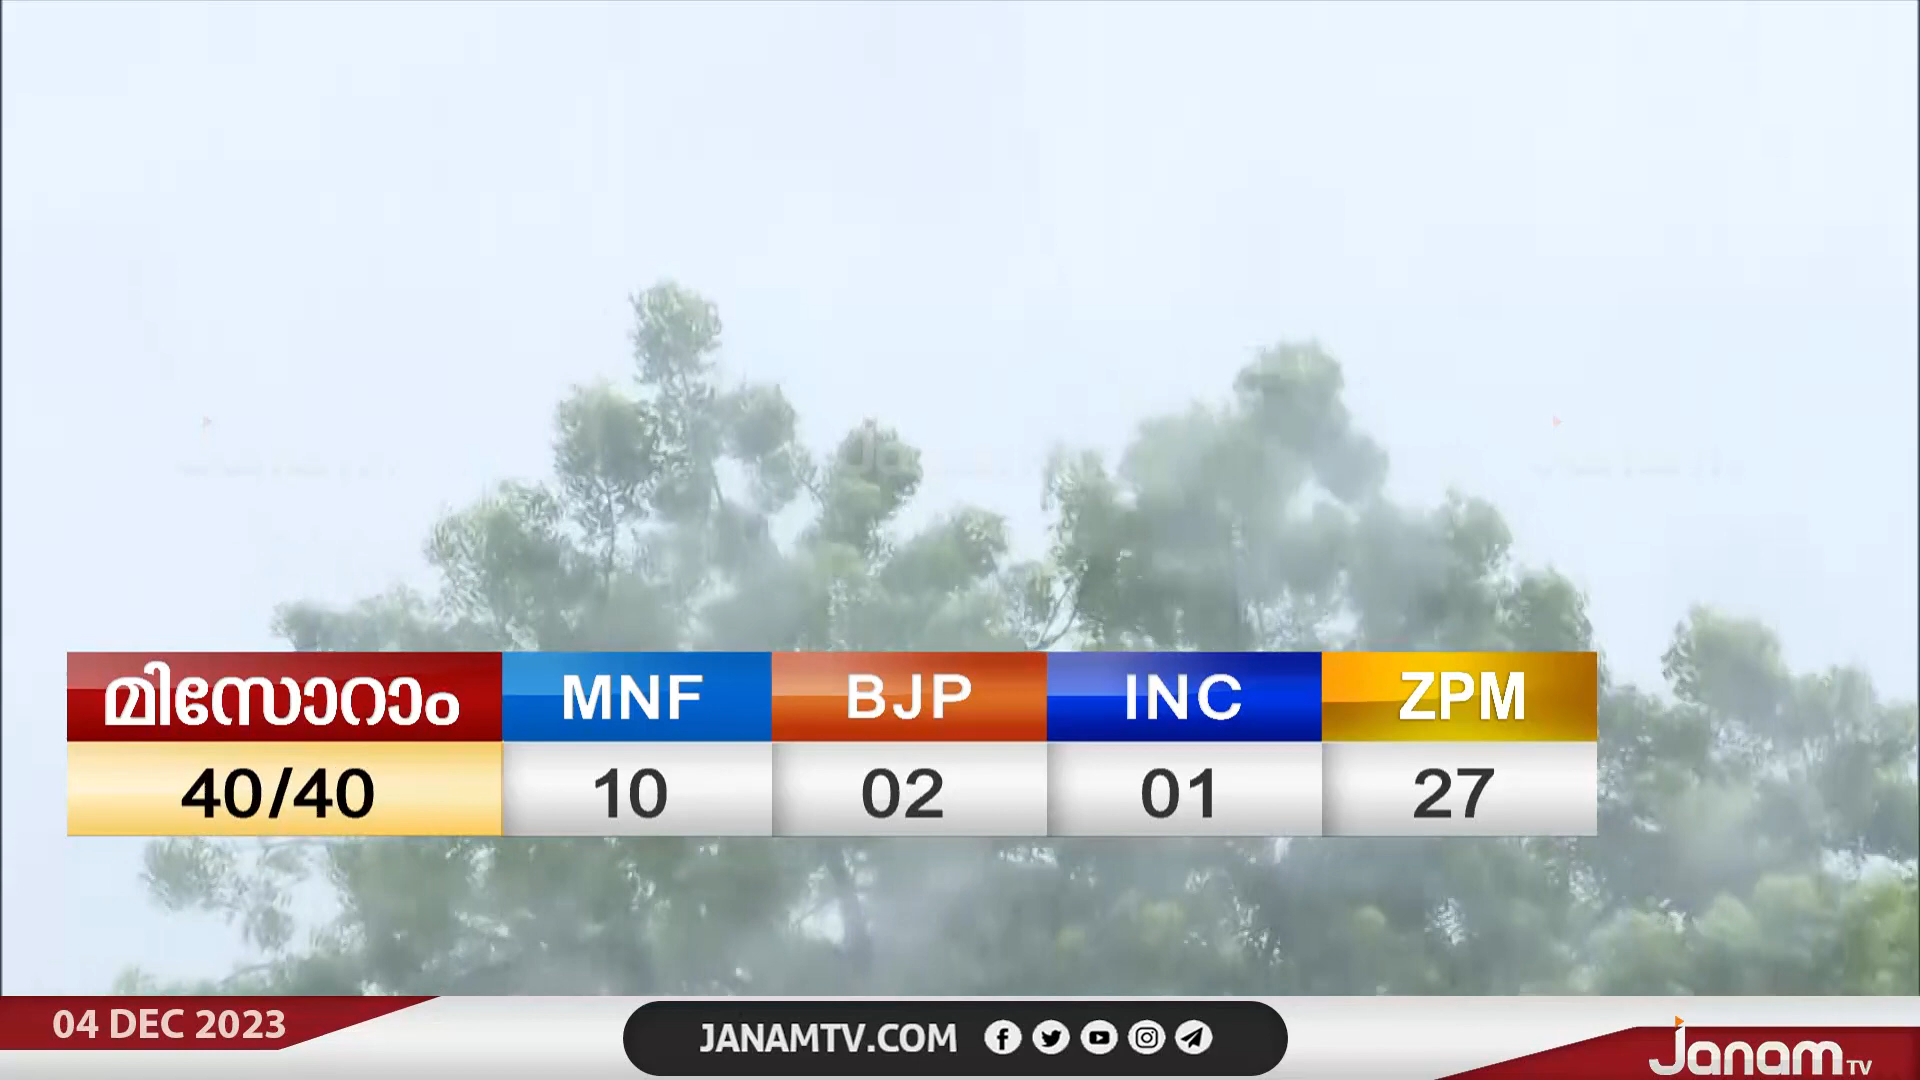 മിസോറാം MNF BJP INC ZPM
40/40 10 02 01 27
04 DEC 2023
JANAMTV.COM
Janam TV